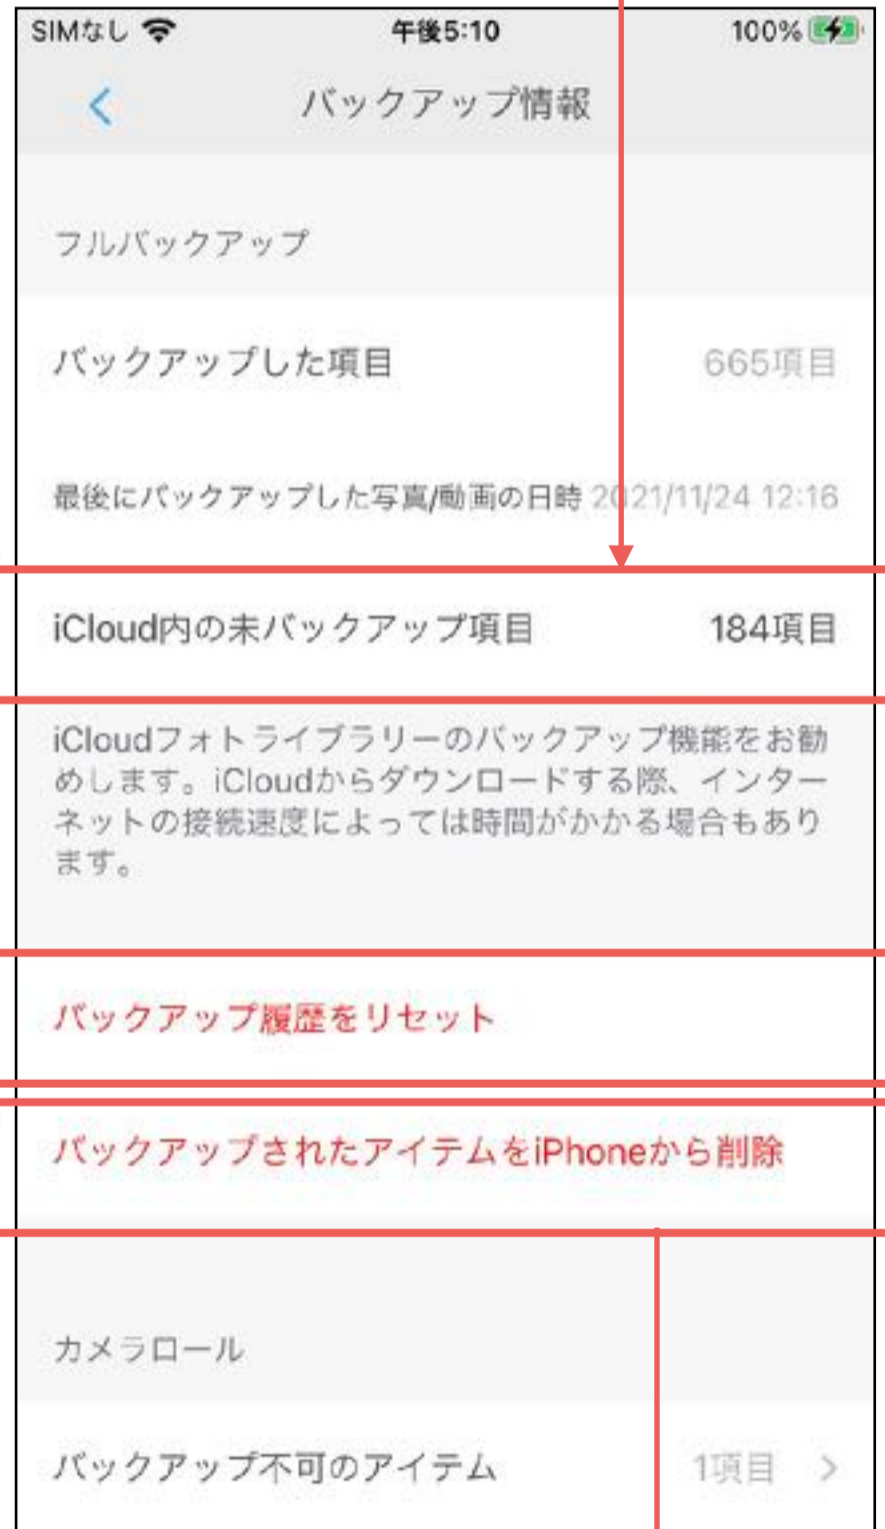 SIMなし 午後5:10 100%
バックアップ情報
フルバックアップ
バックアップした項目 665項目
最後にバックアップした写真/動画の日時 2021/11/24 12:16
iCloud内の未バックアップ項目 184項目
iCloudフォトライブラリーのバックアップ機能をお勧
めします。iCloudからダウンロードする際、インター
ネットの接続速度によっては時間がかかる場合もあり
ます。
バックアップ履歴をリセット
バックアップされたアイテムをiPhoneから削除
カメラロール
バックアップ不可のアイテム 1項目